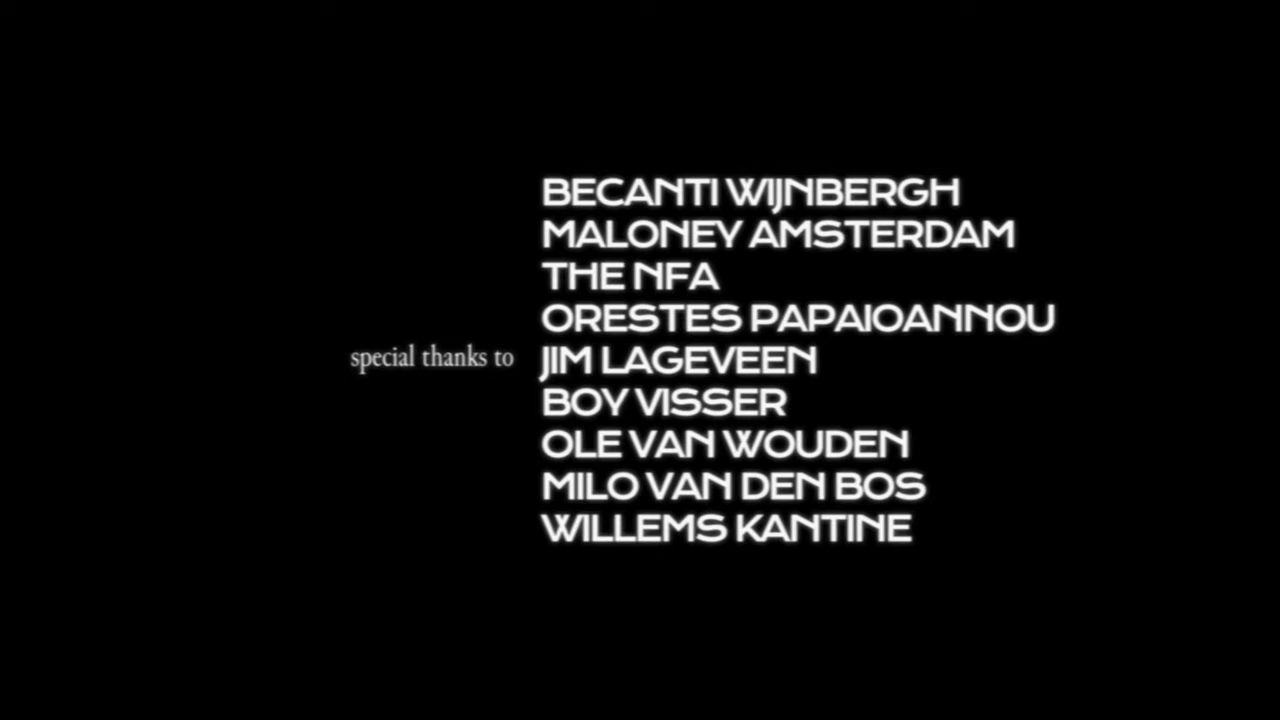 BECANTI WIJNBERGH
MALONEY AMSTERDAM
THE NFA
ORESTES PAPAIOANNOU
special thanks to JIM LAGEVEEN
BOY VISSER
OLE VAN WOUDEN
MILO VAN DEN BOS
WILLEMS KANTINE